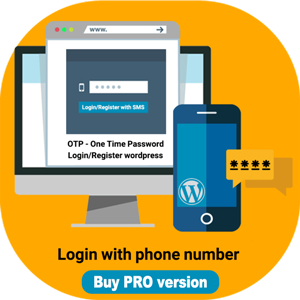 www.
*****
Login/Register with SMS
OTP - One Time Password
Login/Register wordpress
****
Login with phone number
Buy PRO version